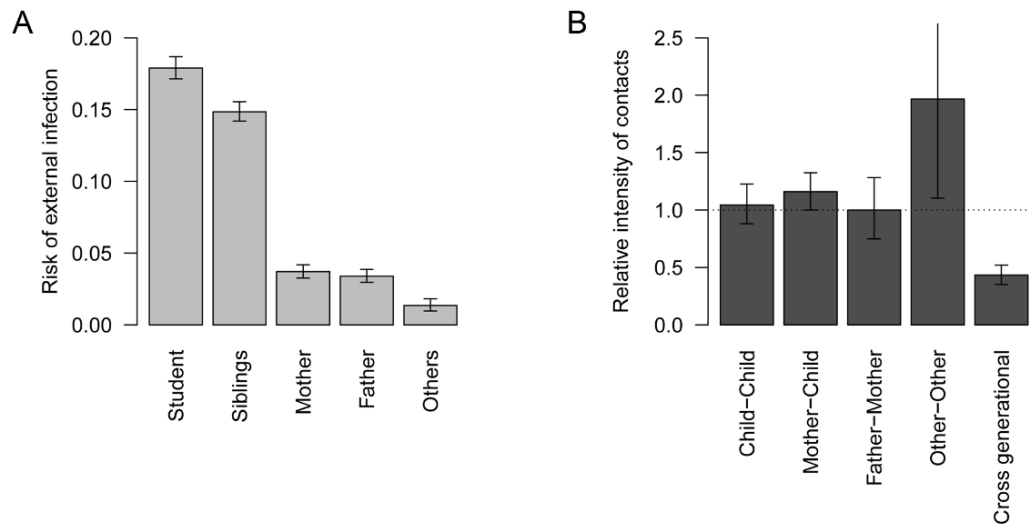 A
Risk of external infection
0.20
0.15
0.10
0.05
0.00
Student
Siblings
Mother
Father
Others
B
Relative intensity of contacts
2.5
2.0
1.5
1.0
0.5
0.0
Child−Child
Mother−Child
Father−Mother
Other−Other
Cross generational